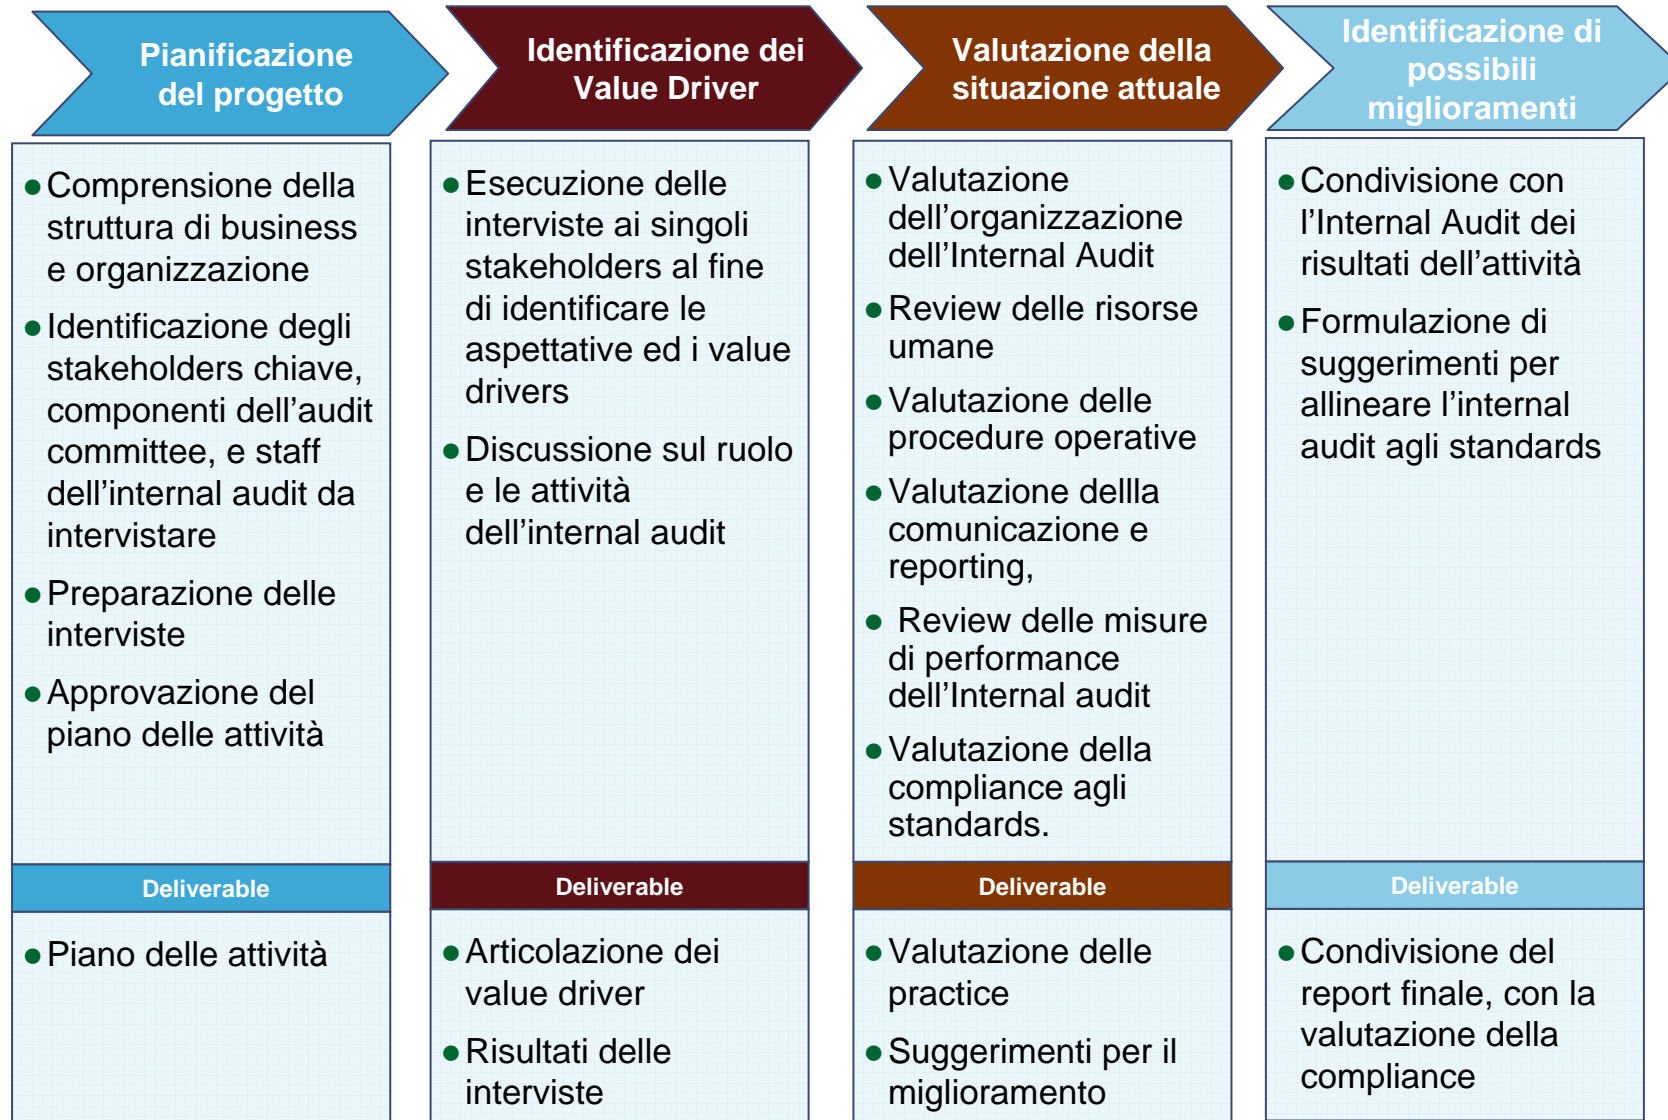 Pianificazione
del progetto
● Comprensione della
struttura di business
e organizzazione
● Identificazione degli
stakeholders chiave,
componenti dell’audit
committee, e staff
dell’internal audit da
intervistare
● Preparazione delle
interviste
● Approvazione del
piano delle attività
Deliverable
● Piano delle attività
Identificazione dei
Value Driver
● Esecuzione delle
interviste ai singoli
stakeholders al fine
di identificare le
aspettative ed i value
drivers
● Discussione sul ruolo
e le attività
dell’internal audit
Deliverable
● Articolazione dei
value driver
● Risultati delle
interviste
Valutazione della
situazione attuale
● Valutazione
dell’organizzazione
dell’Internal Audit
● Review delle risorse
umane
● Valutazione delle
procedure operative
● Valutazione dellla
comunicazione e
reporting,
● Review delle misure
di performance
dell’Internal audit
● Valutazione della
compliance agli
standards.
Deliverable
● Valutazione delle
practice
● Suggerimenti per il
miglioramento
Identificazione di
possibili
miglioramenti
● Condivisione con
l’Internal Audit dei
risultati dell’attività
● Formulazione di
suggerimenti per
allineare l’internal
audit agli standards
Deliverable
● Condivisione del
report finale, con la
valutazione della
compliance